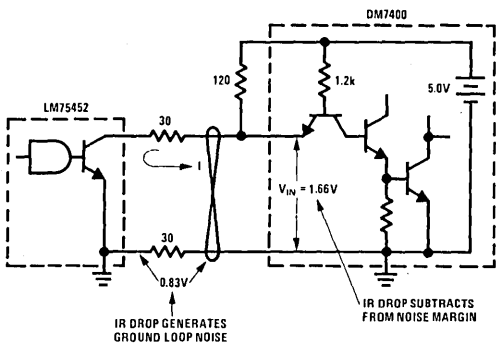 DM7400
LM75452
120
1.2k
5.0V
30
I
V_IN = 1.66V
30
0.83V
IR DROP GENERATES
GROUND LOOP NOISE
IR DROP SUBTRACTS
FROM NOISE MARGIN